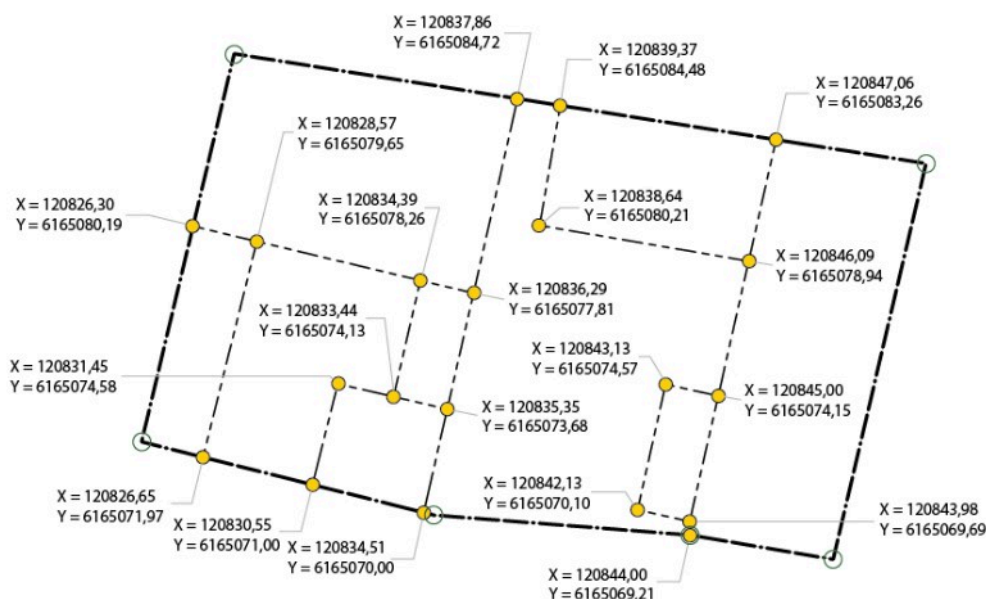 X = 120837,86
Y = 6165084,72
X = 120839,37
Y = 6165084,48
X = 120847,06
Y = 6165083,26
X = 120828,57
Y = 6165079,65
X = 120834,39
Y = 6165078,26
X = 120838,64
Y = 6165080,21
X = 120826,30
Y = 6165080,19
X = 120846,09
Y = 6165078,94
X = 120836,29
Y = 6165077,81
X = 120833,44
Y = 6165074,13
X = 120843,13
Y = 6165074,57
X = 120831,45
Y = 6165074,58
X = 120845,00
Y = 6165074,15
X = 120835,35
Y = 6165073,68
X = 120842,13
Y = 6165070,10
X = 120826,65
Y = 6165071,97
X = 120843,98
Y = 6165069,69
X = 120830,55
Y = 6165071,00
X = 120834,51
Y = 6165070,00
X = 120844,00
Y = 6165069,21